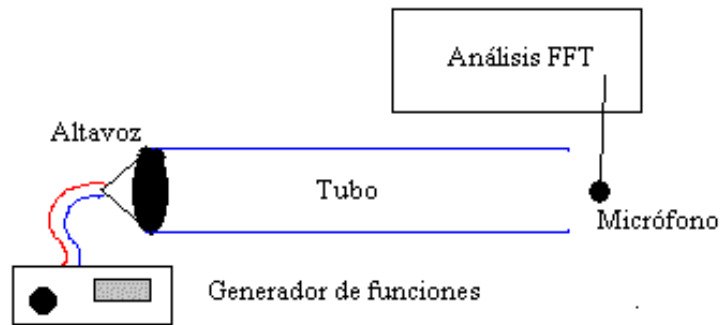 Análisis FFT
Altavoz
Tubo
Micrófono
Generador de funciones